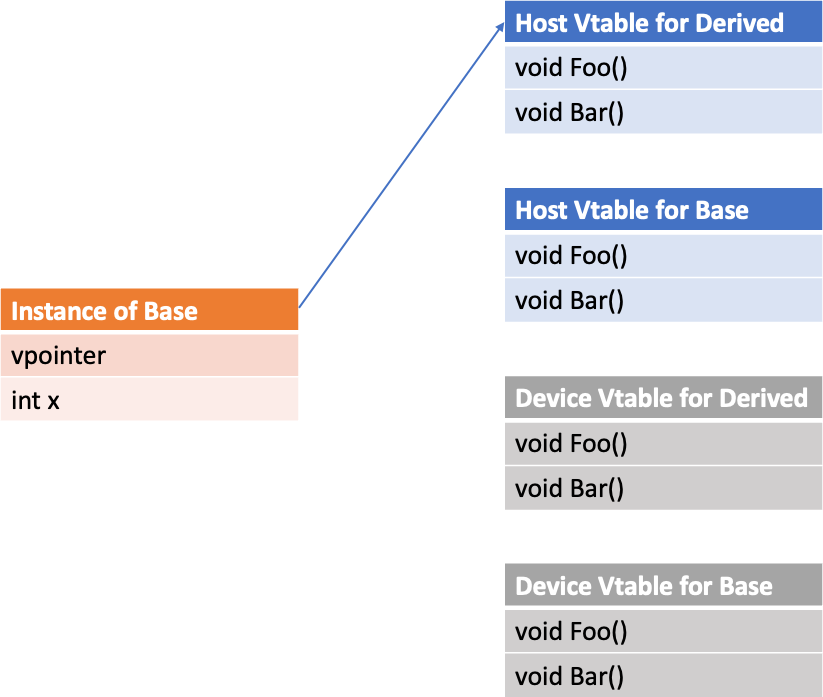 Host Vtable for Derived
void Foo()
void Bar()
Host Vtable for Base
void Foo()
void Bar()
Instance of Base
vpointer
int x
Device Vtable for Derived
void Foo()
void Bar()
Device Vtable for Base
void Foo()
void Bar()